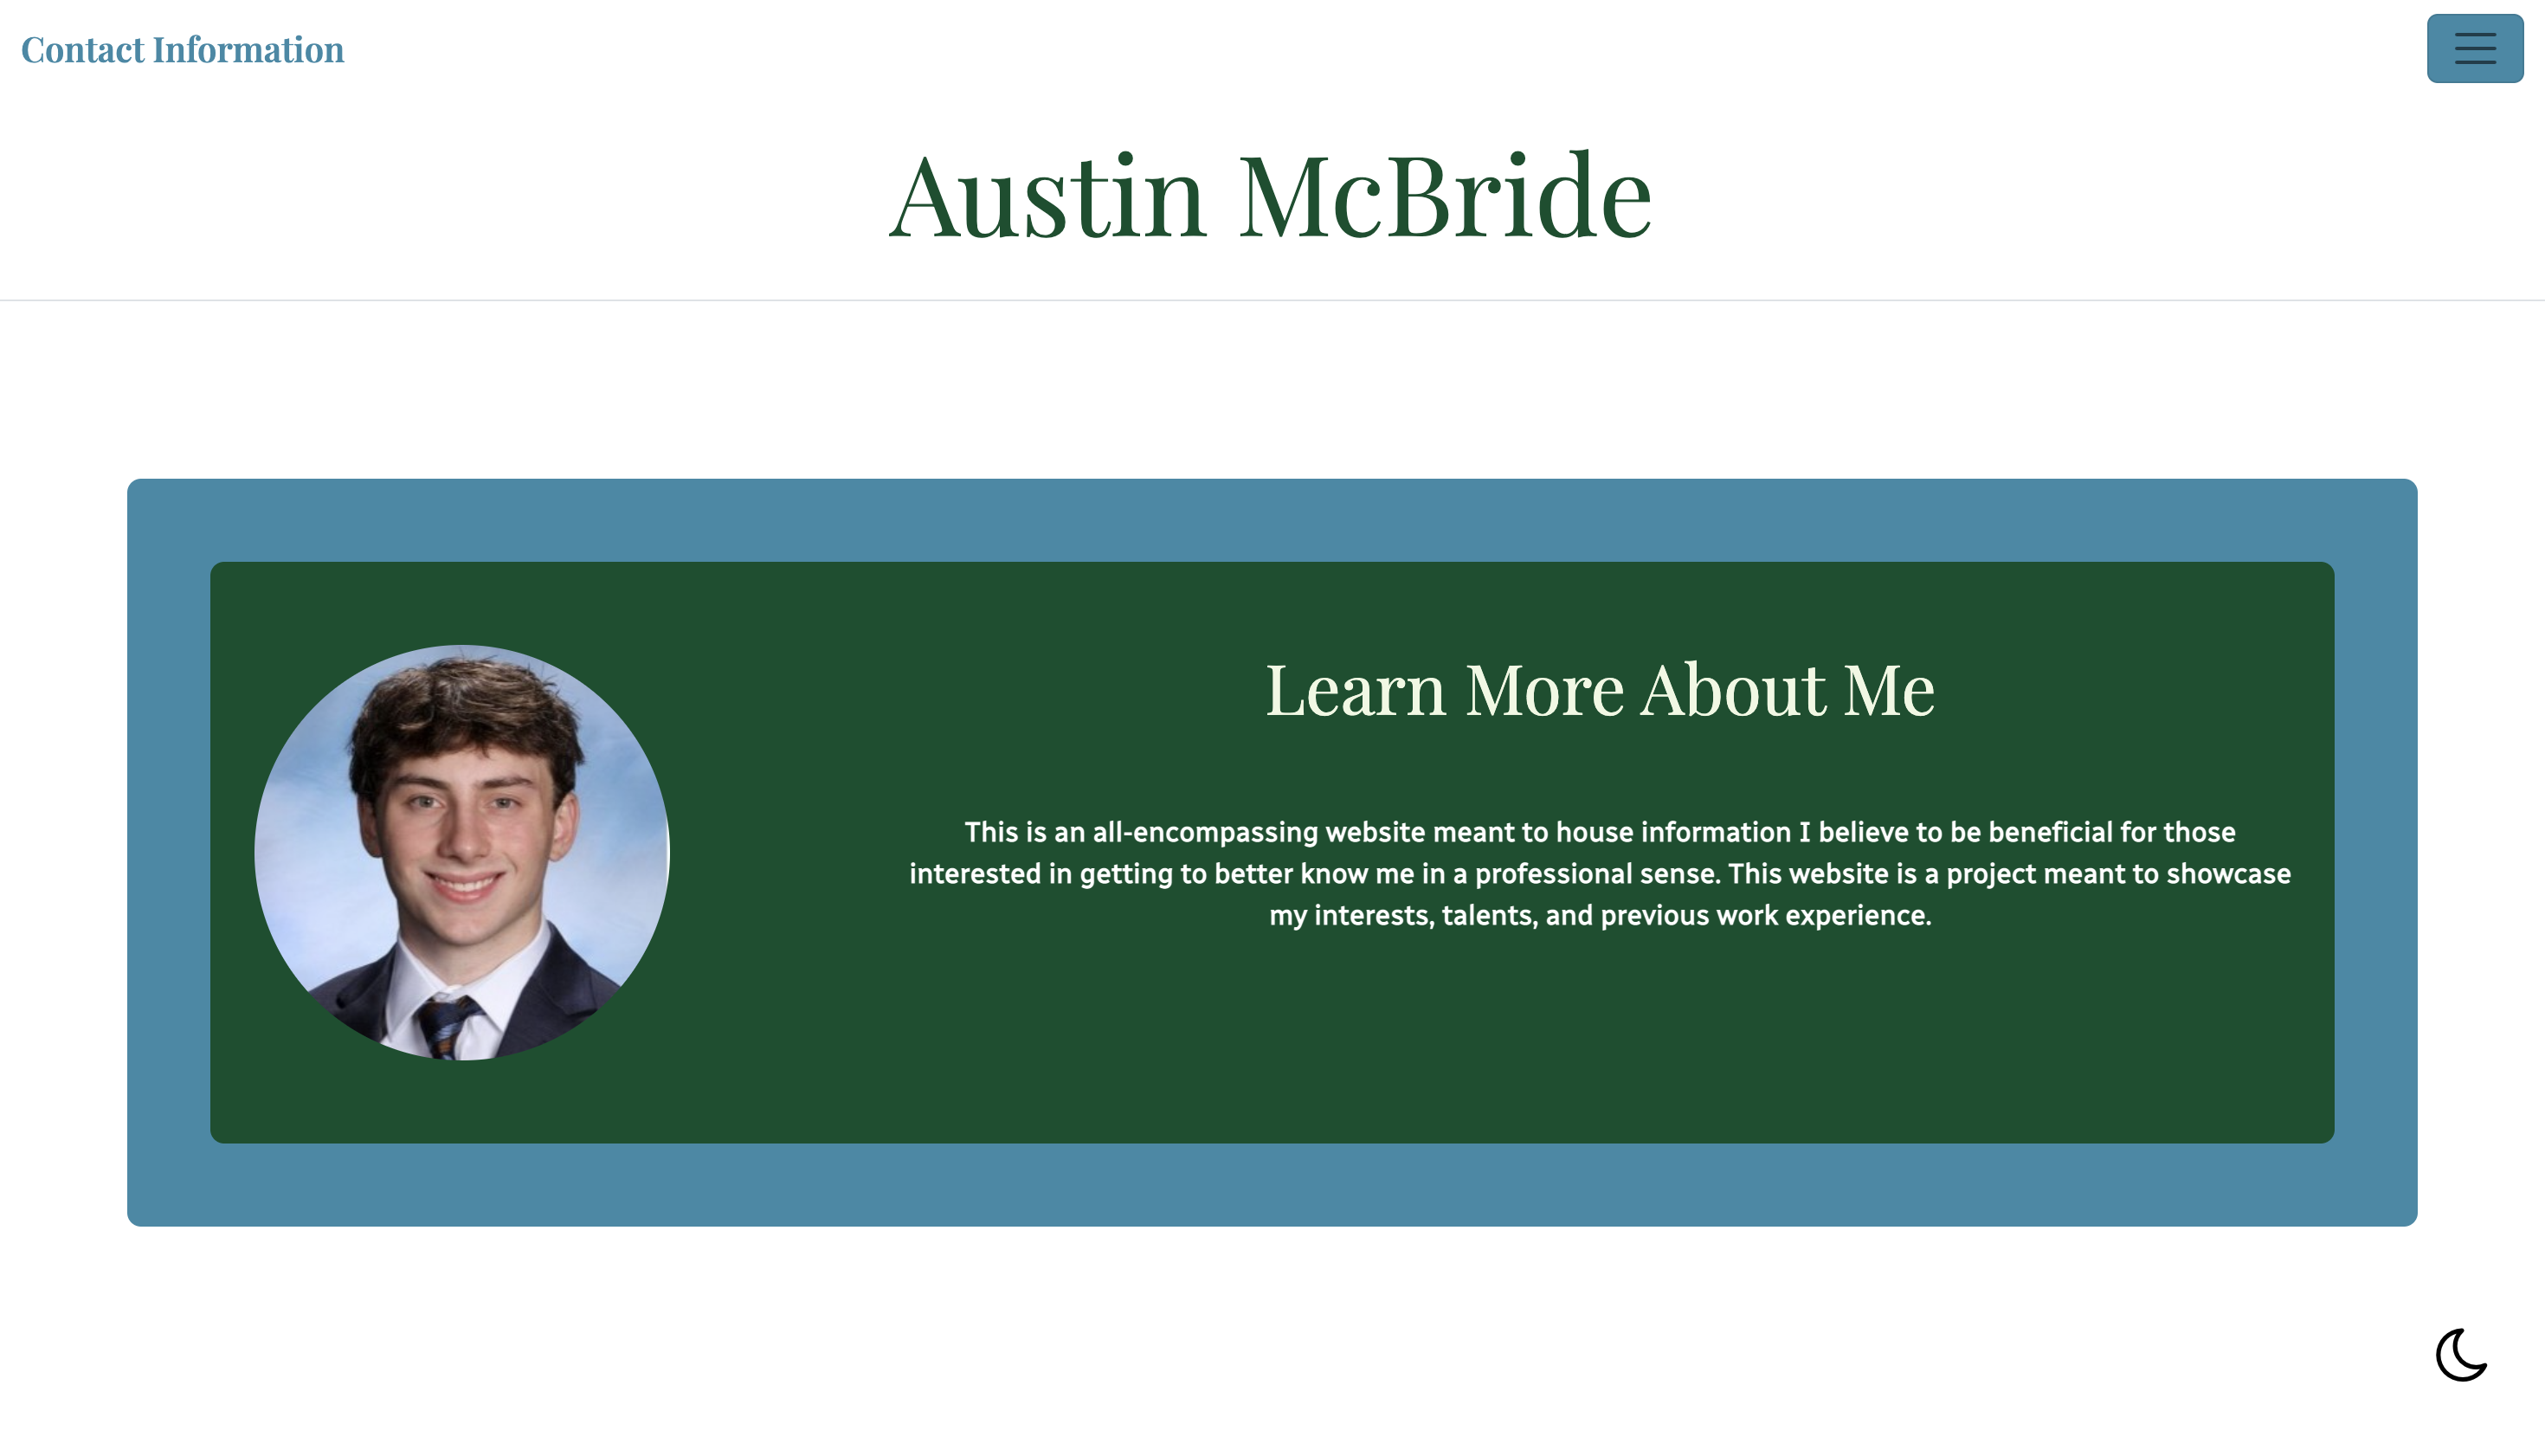 Contact Information
Austin McBride
Learn More About Me
This is an all-encompassing website meant to house information I believe to be beneficial for those
interested in getting to better know me in a professional sense. This website is a project meant to showcase
my interests, talents, and previous work experience.